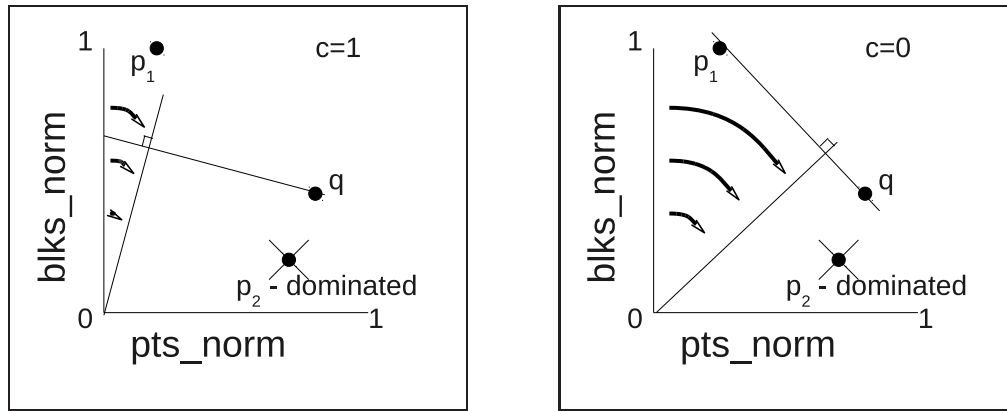 1
p1
c=1
blks_norm
q
p2 - dominated
0
1
pts_norm
1
p1
c=0
blks_norm
q
p2 - dominated
0
1
pts_norm